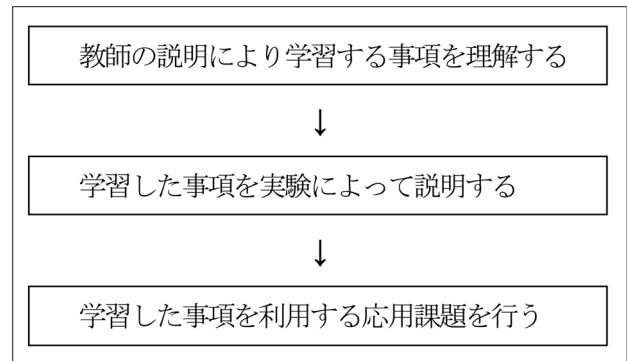 教師の説明により学習する事項を理解する
↓
学習した事項を実験によって説明する
↓
学習した事項を利用する応用課題を行う